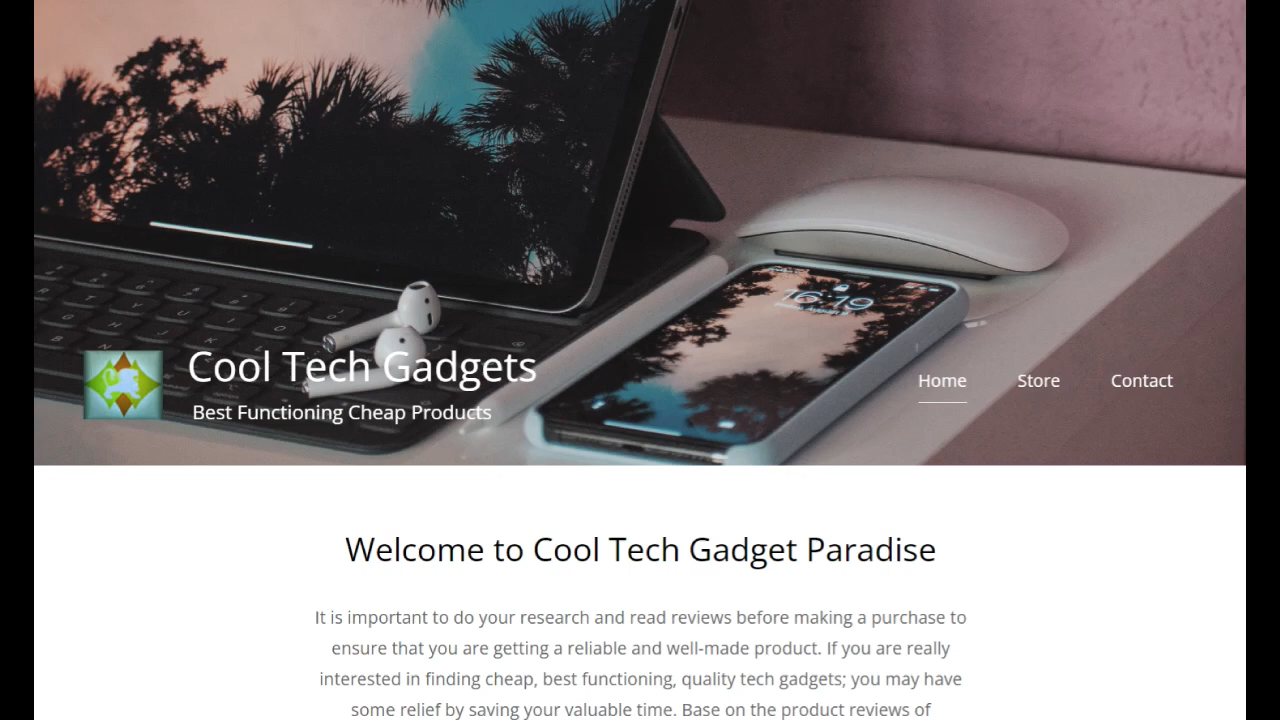 16:10
Cool Tech Gadgets
Best Functioning Cheap Products
Home Store Contact
Welcome to Cool Tech Gadget Paradise
It is important to do your research and read reviews before making a purchase to
ensure that you are getting a reliable and well-made product. If you are really
interested in finding cheap, best functioning, quality tech gadgets; you may have
some relief by saving your valuable time. Base on the product reviews of